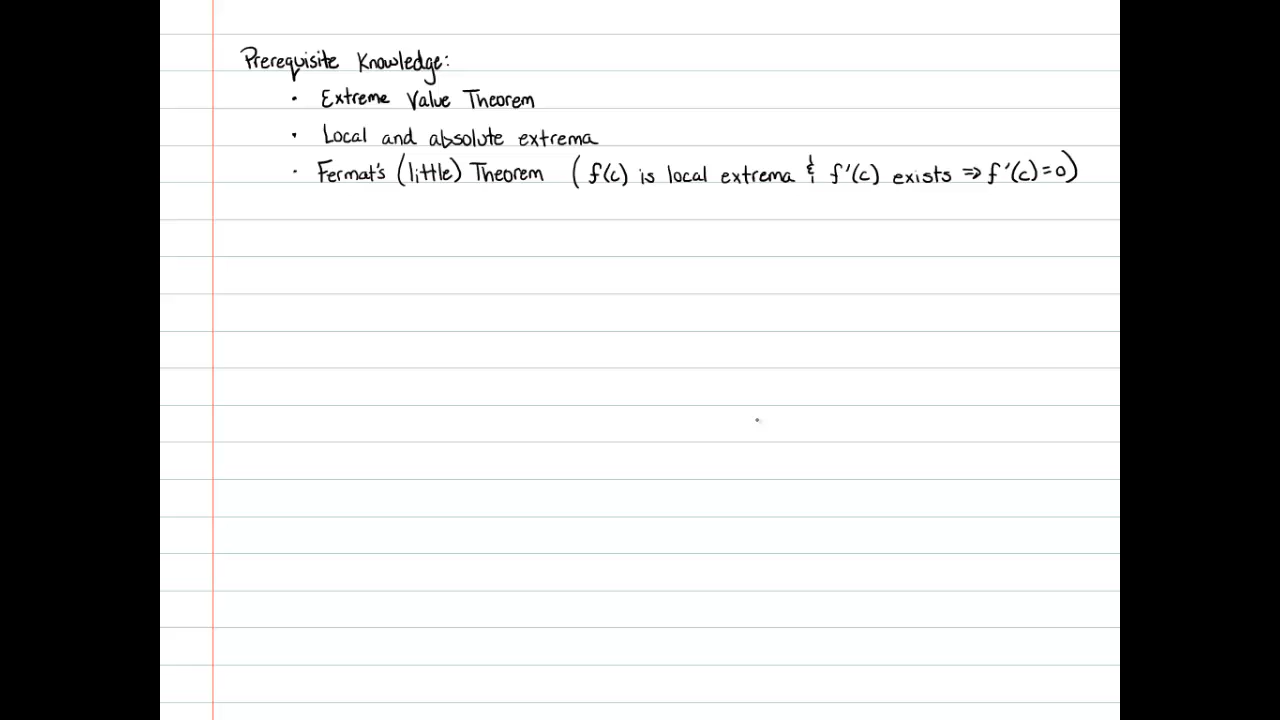 Prerequisite Knowledge:
· Extreme Value Theorem
· Local and absolute extrema
· Fermat's (little) Theorem ( f(c) is local extrema & f'(c) exists ⇒ f'(c)=0)